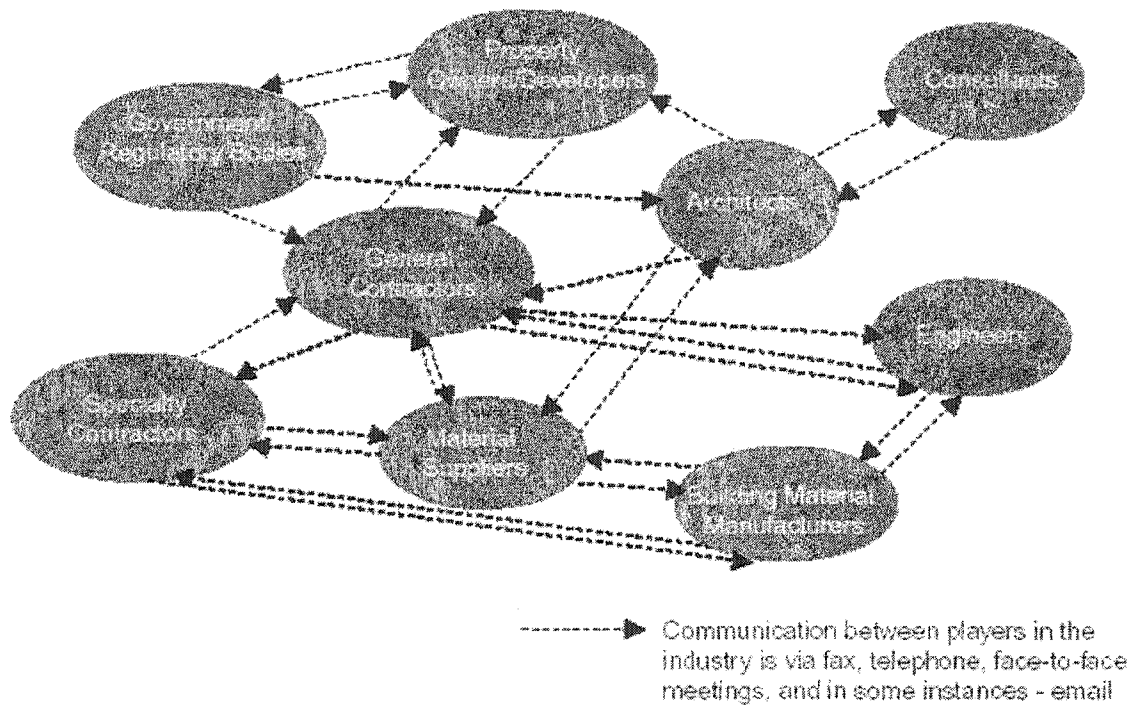 Property
Owners/Developers
Consultants
Government
Regulatory Bodies
Architects
General
Contractors
Engineers
Specialty
Contractors
Material
Suppliers
Building Material
Manufacturers
Communication between players in the
industry is via fax, telephone, face-to-face
meetings, and in some instances - email